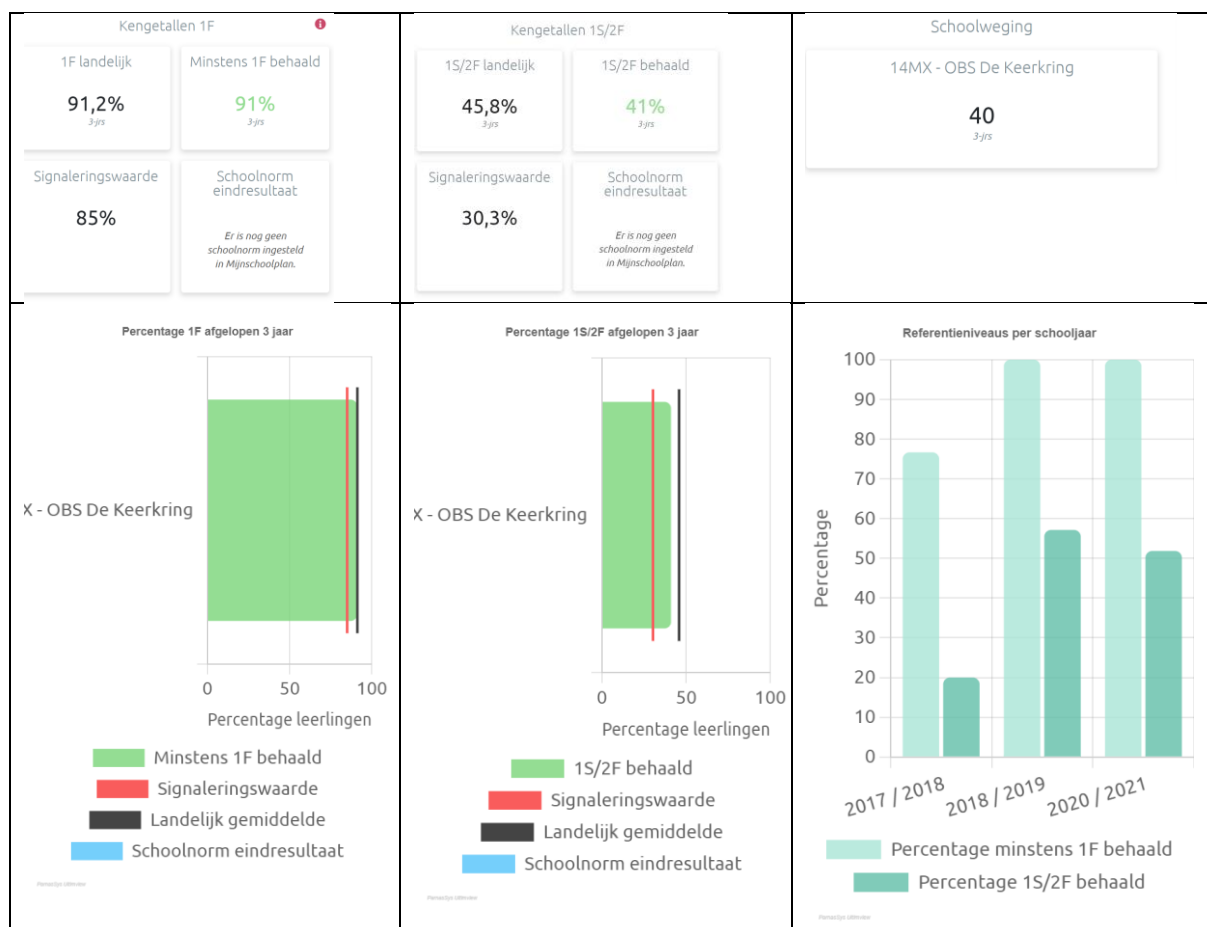 Kengetallen 1F
1F landelijk
91,2%
3-jrs
Minstens 1F behaald
91%
3-jrs
Signaleringswaarde
85%
Schoolnorm
eindresultaat
Er is nog geen
schoolnorm ingesteld
in Mijnschoolplan.
Kengetallen 1S/2F
1S/2F landelijk
45,8%
3-jrs
1S/2F behaald
41%
3-jrs
Signaleringswaarde
30,3%
Schoolnorm
eindresultaat
Er is nog geen
schoolnorm ingesteld
in Mijnschoolplan.
Schoolweging
14MX - OBS De Keerkring
40
3-jrs
Percentage 1F afgelopen 3 jaar
X - OBS De Keerkring
0 50 100
Percentage leerlingen
Minstens 1F behaald
Signaleringswaarde
Landelijk gemiddelde
Schoolnorm eindresultaat
Percentage 1S/2F afgelopen 3 jaar
X - OBS De Keerkring
0 50 100
Percentage leerlingen
1S/2F behaald
Signaleringswaarde
Landelijk gemiddelde
Schoolnorm eindresultaat
Referentieniveaus per schooljaar
Percentage
100
90
80
70
60
50
40
30
20
10
0
2017 / 2018 2018 / 2019 2020 / 2021
Percentage minstens 1F behaald
Percentage 1S/2F behaald